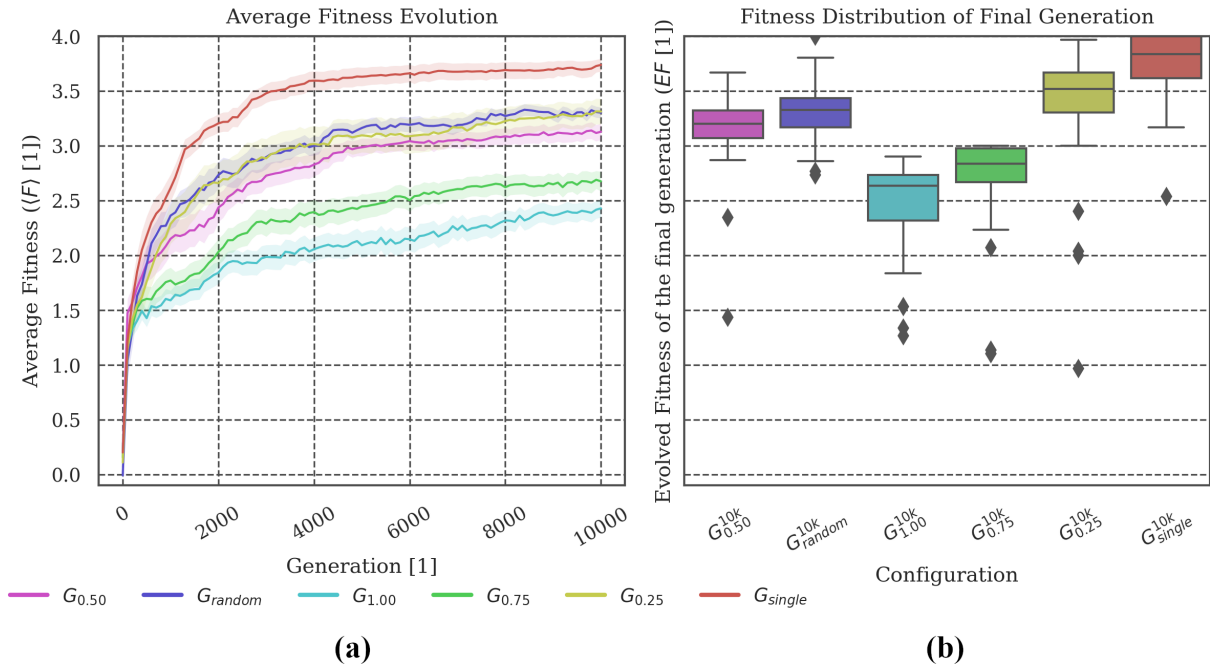 Average Fitness Evolution
Average Fitness (⟨F⟩ [1])
4.0
3.5
3.0
2.5
2.0
1.5
1.0
0.5
0.0
0 2000 4000 6000 8000 10000
Generation [1]
Fitness Distribution of Final Generation
Evolved Fitness of the final generation (EF [1])
G^{10k}_{0.50} G^{10k}_{random} G^{10k}_{1.00} G^{10k}_{0.75} G^{10k}_{0.25} G^{10k}_{single}
Configuration
G_{0.50} G_{random} G_{1.00} G_{0.75} G_{0.25} G_{single}
(a) (b)